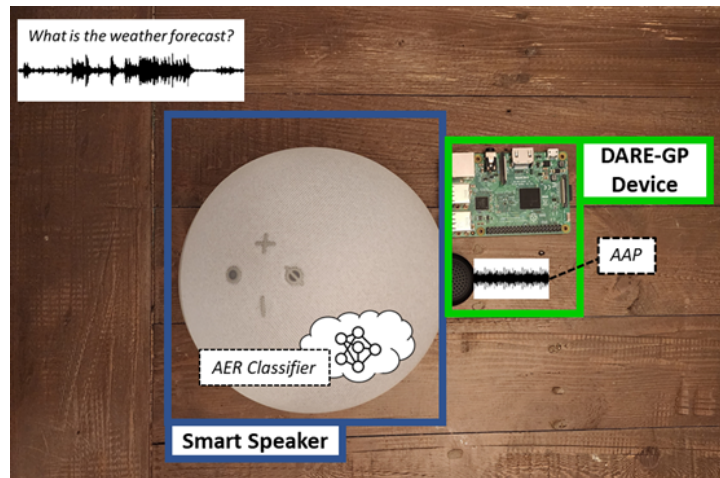 What is the weather forecast?
DARE-GP
Device
AAP
AER Classifier
Smart Speaker